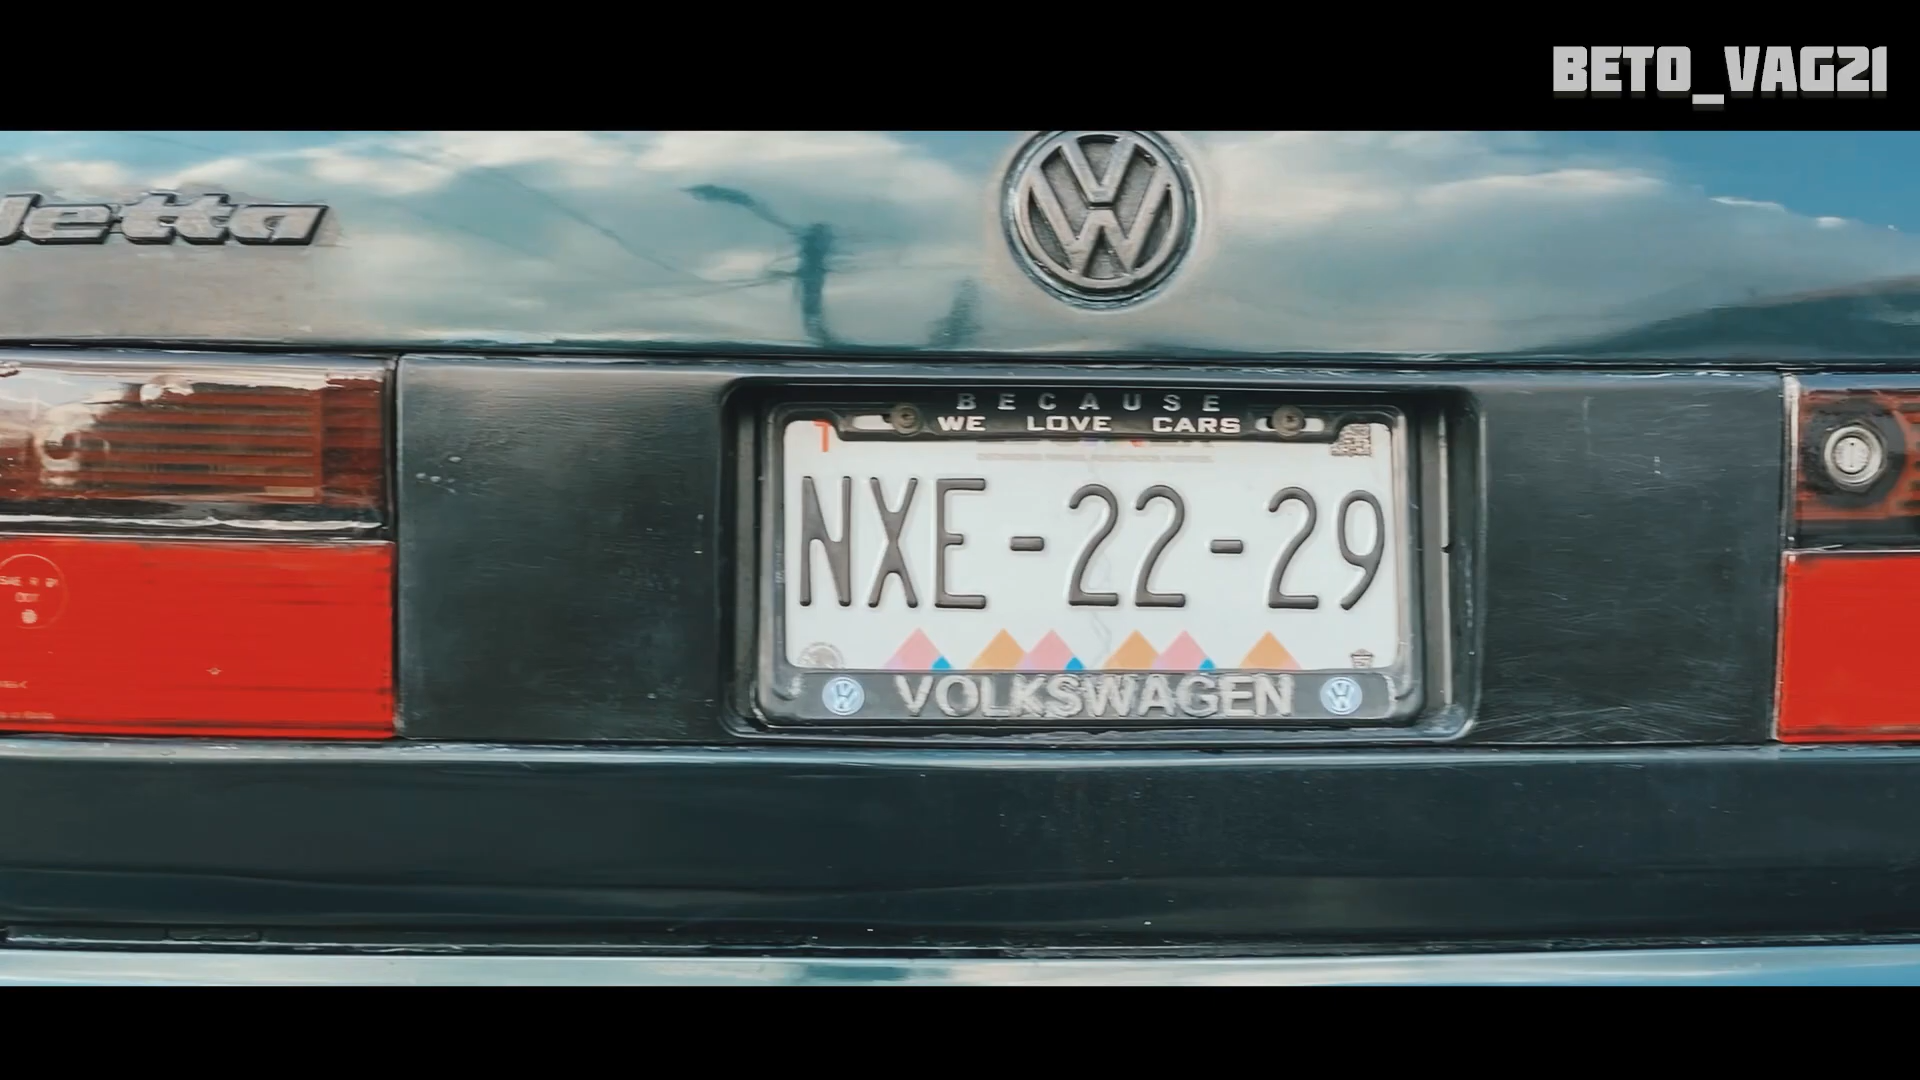 BETO_VAG21
Jetta
BECAUSE
WE LOVE CARS
NXE-22-29
VOLKSWAGEN